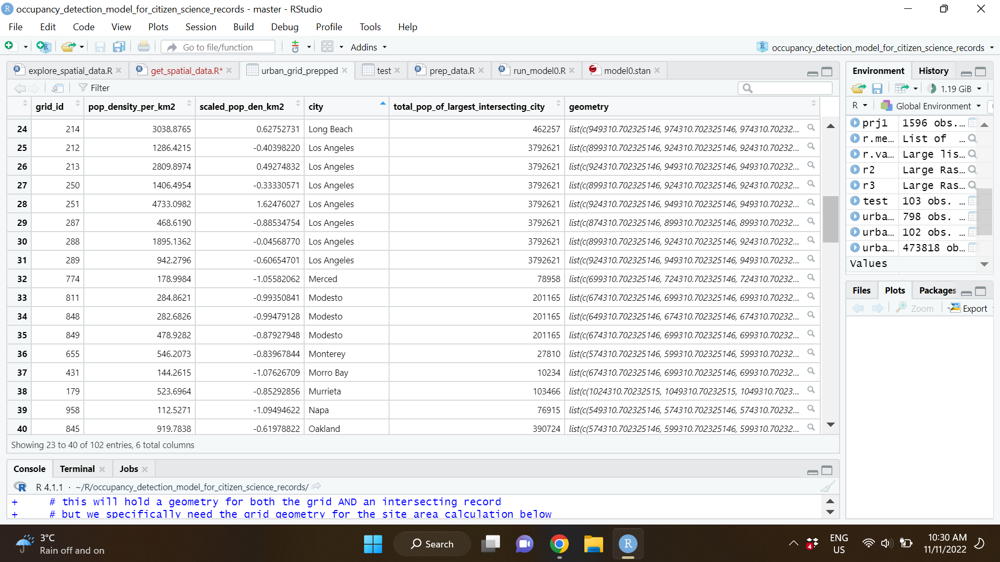 occupancy_detection_model_for_citizen_science_records - master - RStudio
File Edit Code View Plots Session Build Debug Profile Tools Help
Go to file/function Addins occupancy_detection_model_for_citizen_science_records
explore_spatial_data.R get_spatial_data.R* urban_grid_prepped test prep_data.R run_model0.R model0.stan
Filter
grid_id pop_density_per_km2 scaled_pop_den_km2 city total_pop_of_largest_intersecting_city geometry
24 214 3038.8765 0.62752731 Long Beach 462257 list(c(949310.702325146, 974310.702325146, 974310.70232...
25 212 1286.4215 -0.40398220 Los Angeles 3792621 list(c(899310.702325146, 924310.702325146, 924310.70232...
26 213 2809.8974 0.49274832 Los Angeles 3792621 list(c(924310.702325146, 949310.702325146, 949310.70232...
27 250 1406.4954 -0.33330571 Los Angeles 3792621 list(c(899310.702325146, 924310.702325146, 924310.70232...
28 251 4733.0982 1.62476027 Los Angeles 3792621 list(c(924310.702325146, 949310.702325146, 949310.70232...
29 287 468.6190 -0.88534754 Los Angeles 3792621 list(c(874310.702325146, 899310.702325146, 899310.70232...
30 288 1895.1362 -0.04568770 Los Angeles 3792621 list(c(899310.702325146, 924310.702325146, 924310.70232...
31 289 942.2796 -0.60654701 Los Angeles 3792621 list(c(924310.702325146, 949310.702325146, 949310.70232...
32 774 178.9984 -1.05582062 Merced 78958 list(c(699310.702325146, 724310.702325146, 724310.70232...
33 811 284.8621 -0.99350841 Modesto 201165 list(c(674310.702325146, 699310.702325146, 699310.70232...
34 848 282.6826 -0.99479128 Modesto 201165 list(c(649310.702325146, 674310.702325146, 674310.70232...
35 849 478.9282 -0.87927948 Modesto 201165 list(c(674310.702325146, 699310.702325146, 699310.70232...
36 655 546.2073 -0.83967844 Monterey 27810 list(c(574310.702325146, 599310.702325146, 599310.70232...
37 431 144.2615 -1.07626709 Morro Bay 10234 list(c(674310.702325146, 699310.702325146, 699310.70232...
38 179 523.6964 -0.85292856 Murrieta 103466 list(c(1024310.70232515, 1049310.70232515, 1049310.7023...
39 958 112.5271 -1.09494622 Napa 76915 list(c(549310.702325146, 574310.702325146, 574310.70232...
40 845 919.7838 -0.61978822 Oakland 390724 list(c(574310.702325146, 599310.702325146, 599310.70232...
Showing 23 to 40 of 102 entries, 6 total columns
Console Terminal Jobs
R 4.1.1 · ~/R/occupancy_detection_model_for_citizen_science_records/
+ # this will hold a geometry for both the grid AND an intersecting record
+ # but we specifically need the grid geometry for the site area calculation below
Environment History
1.19 GiB
R Global Environment
prj1 1596 obs....
r.me... List of ...
r.va... Large lis...
r2 Large Ras...
r3 Large Ras...
test 103 obs. ...
urba... 798 obs. ...
urba... 102 obs. ...
urba... 473818 ob...
Values
Files Plots Packages
Zoom Export
3°C
Rain off and on
Search
R
4
ENG
US
10:30 AM
11/11/2022